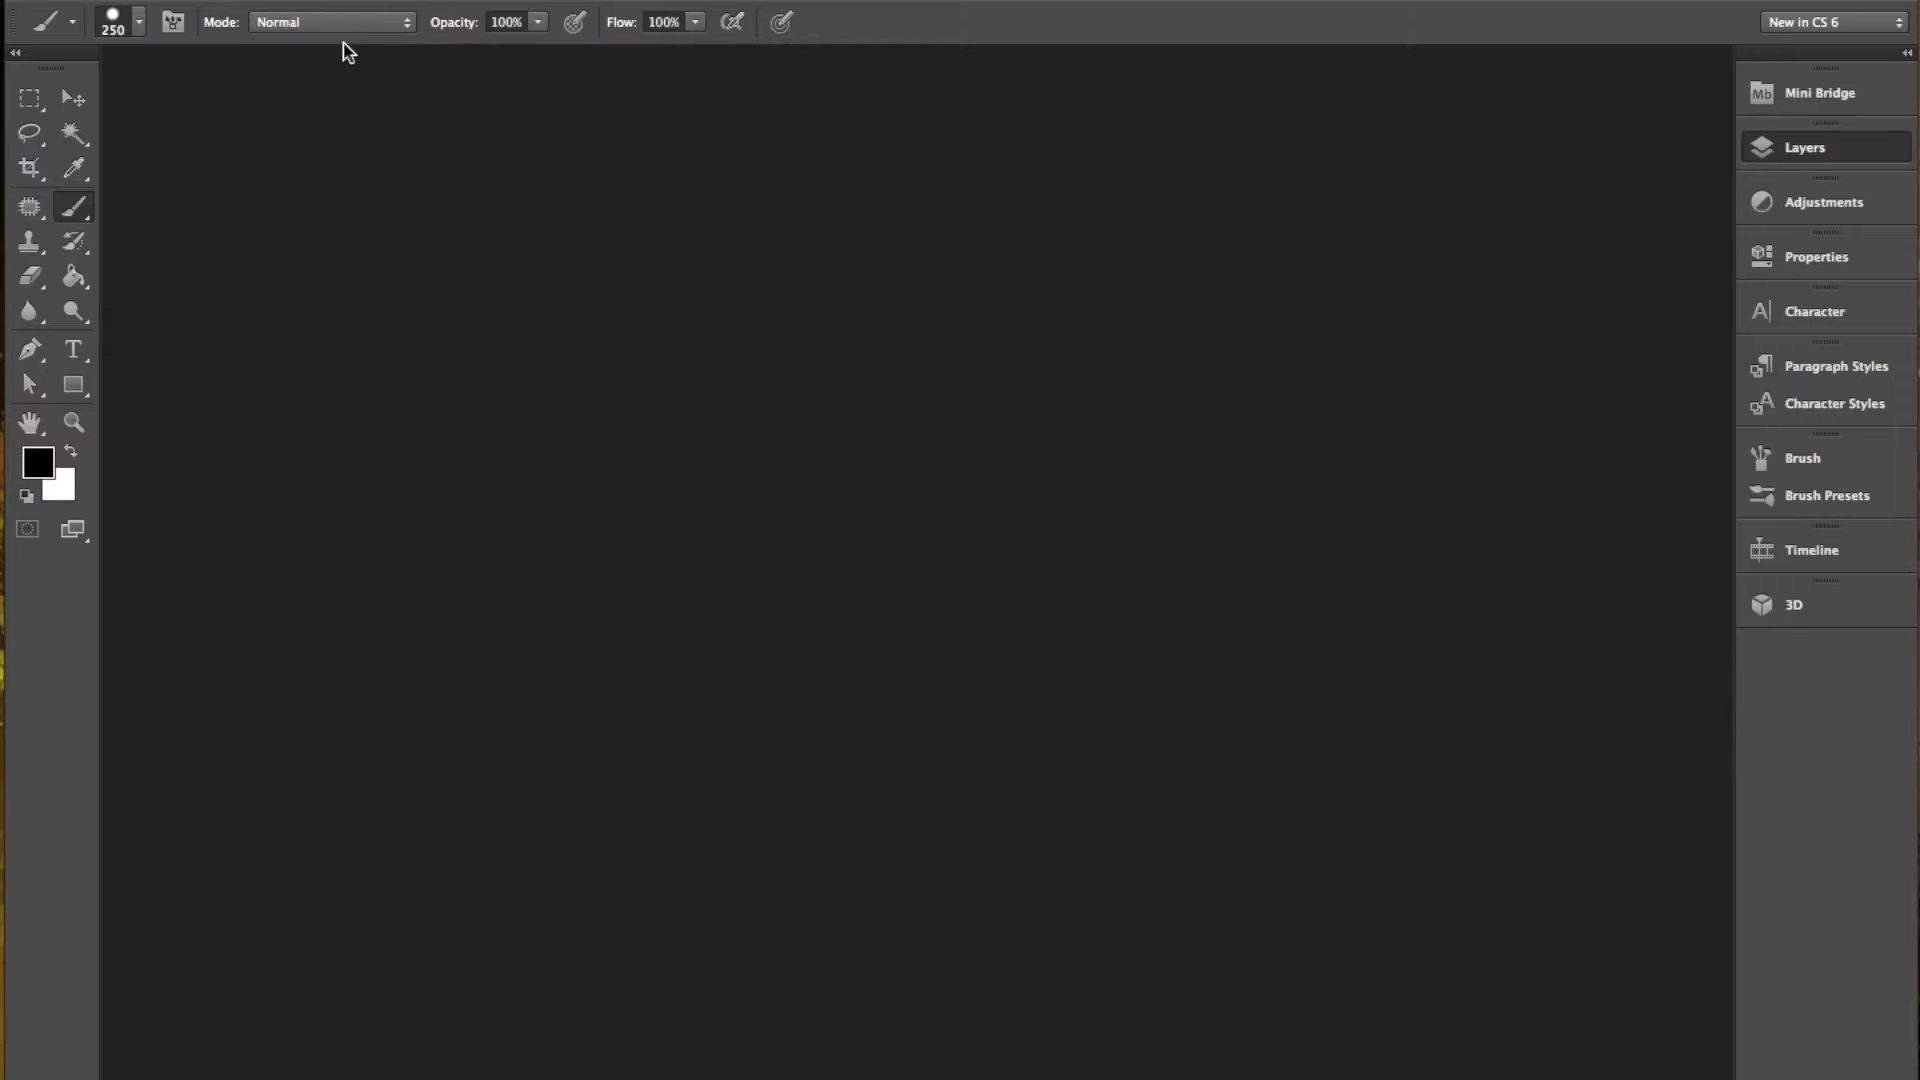 250 Mode: Normal Opacity: 100% Flow: 100% New in CS 6
Mb Mini Bridge
Layers
Adjustments
Properties
A Character
Paragraph Styles
A Character Styles
Brush
Brush Presets
Timeline
3D
T